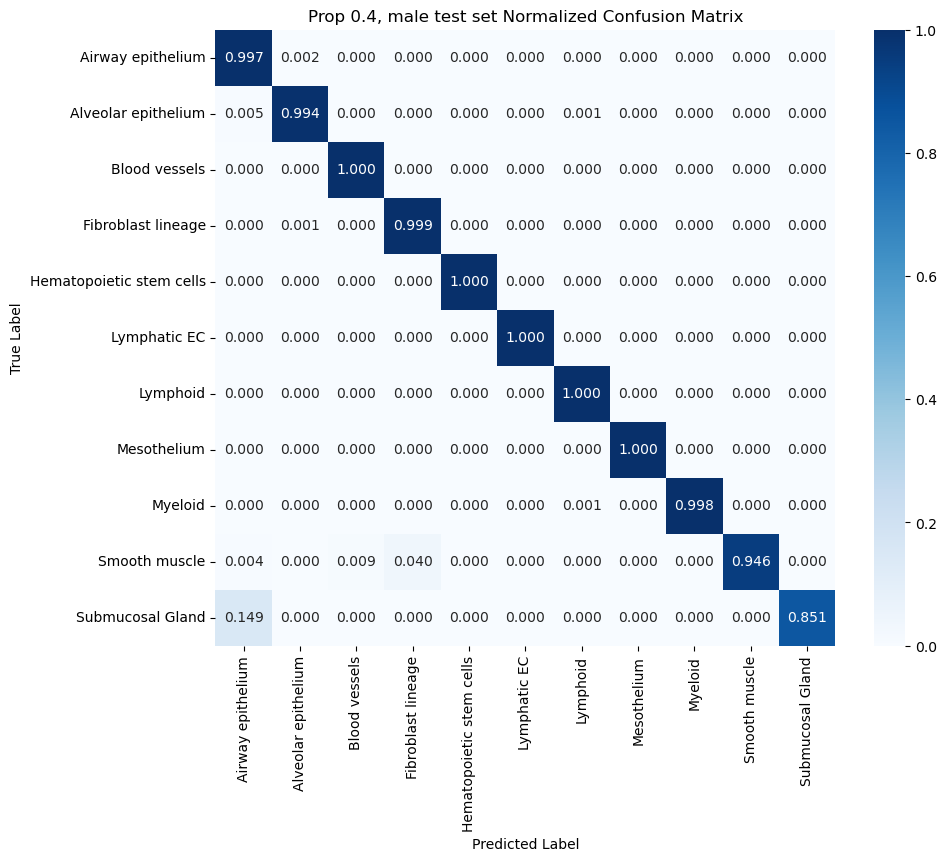 Prop 0.4, male test set Normalized Confusion Matrix
Airway epithelium 0.997 0.002 0.000 0.000 0.000 0.000 0.000 0.000 0.000 0.000 0.000
Alveolar epithelium 0.005 0.994 0.000 0.000 0.000 0.000 0.001 0.000 0.000 0.000 0.000
Blood vessels 0.000 0.000 1.000 0.000 0.000 0.000 0.000 0.000 0.000 0.000 0.000
Fibroblast lineage 0.000 0.001 0.000 0.999 0.000 0.000 0.000 0.000 0.000 0.000 0.000
Hematopoietic stem cells 0.000 0.000 0.000 0.000 1.000 0.000 0.000 0.000 0.000 0.000 0.000
Lymphatic EC 0.000 0.000 0.000 0.000 0.000 1.000 0.000 0.000 0.000 0.000 0.000
Lymphoid 0.000 0.000 0.000 0.000 0.000 0.000 1.000 0.000 0.000 0.000 0.000
Mesothelium 0.000 0.000 0.000 0.000 0.000 0.000 0.000 1.000 0.000 0.000 0.000
Myeloid 0.000 0.000 0.000 0.000 0.000 0.000 0.001 0.000 0.998 0.000 0.000
Smooth muscle 0.004 0.000 0.009 0.040 0.000 0.000 0.000 0.000 0.000 0.946 0.000
Submucosal Gland 0.149 0.000 0.000 0.000 0.000 0.000 0.000 0.000 0.000 0.000 0.851
True Label
Airway epithelium
Alveolar epithelium
Blood vessels
Fibroblast lineage
Hematopoietic stem cells
Lymphatic EC
Lymphoid
Mesothelium
Myeloid
Smooth muscle
Submucosal Gland
Predicted Label
1.0
0.8
0.6
0.4
0.2
0.0